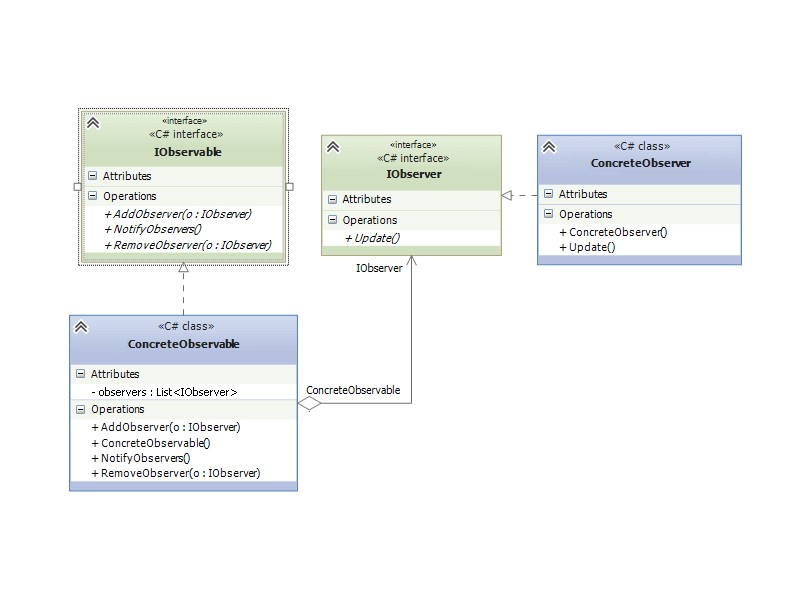 «interface»
«C# interface»
IObservable
Attributes
Operations
+ AddObserver(o : IObserver)
+ NotifyObservers()
+ RemoveObserver(o : IObserver)
«interface»
«C# interface»
IObserver
Attributes
Operations
+ Update()
«C# class»
ConcreteObserver
Attributes
Operations
+ ConcreteObserver()
+ Update()
IObserver
«C# class»
ConcreteObservable
Attributes
- observers : List<IObserver>
Operations
+ AddObserver(o : IObserver)
+ ConcreteObservable()
+ NotifyObservers()
+ RemoveObserver(o : IObserver)
ConcreteObservable